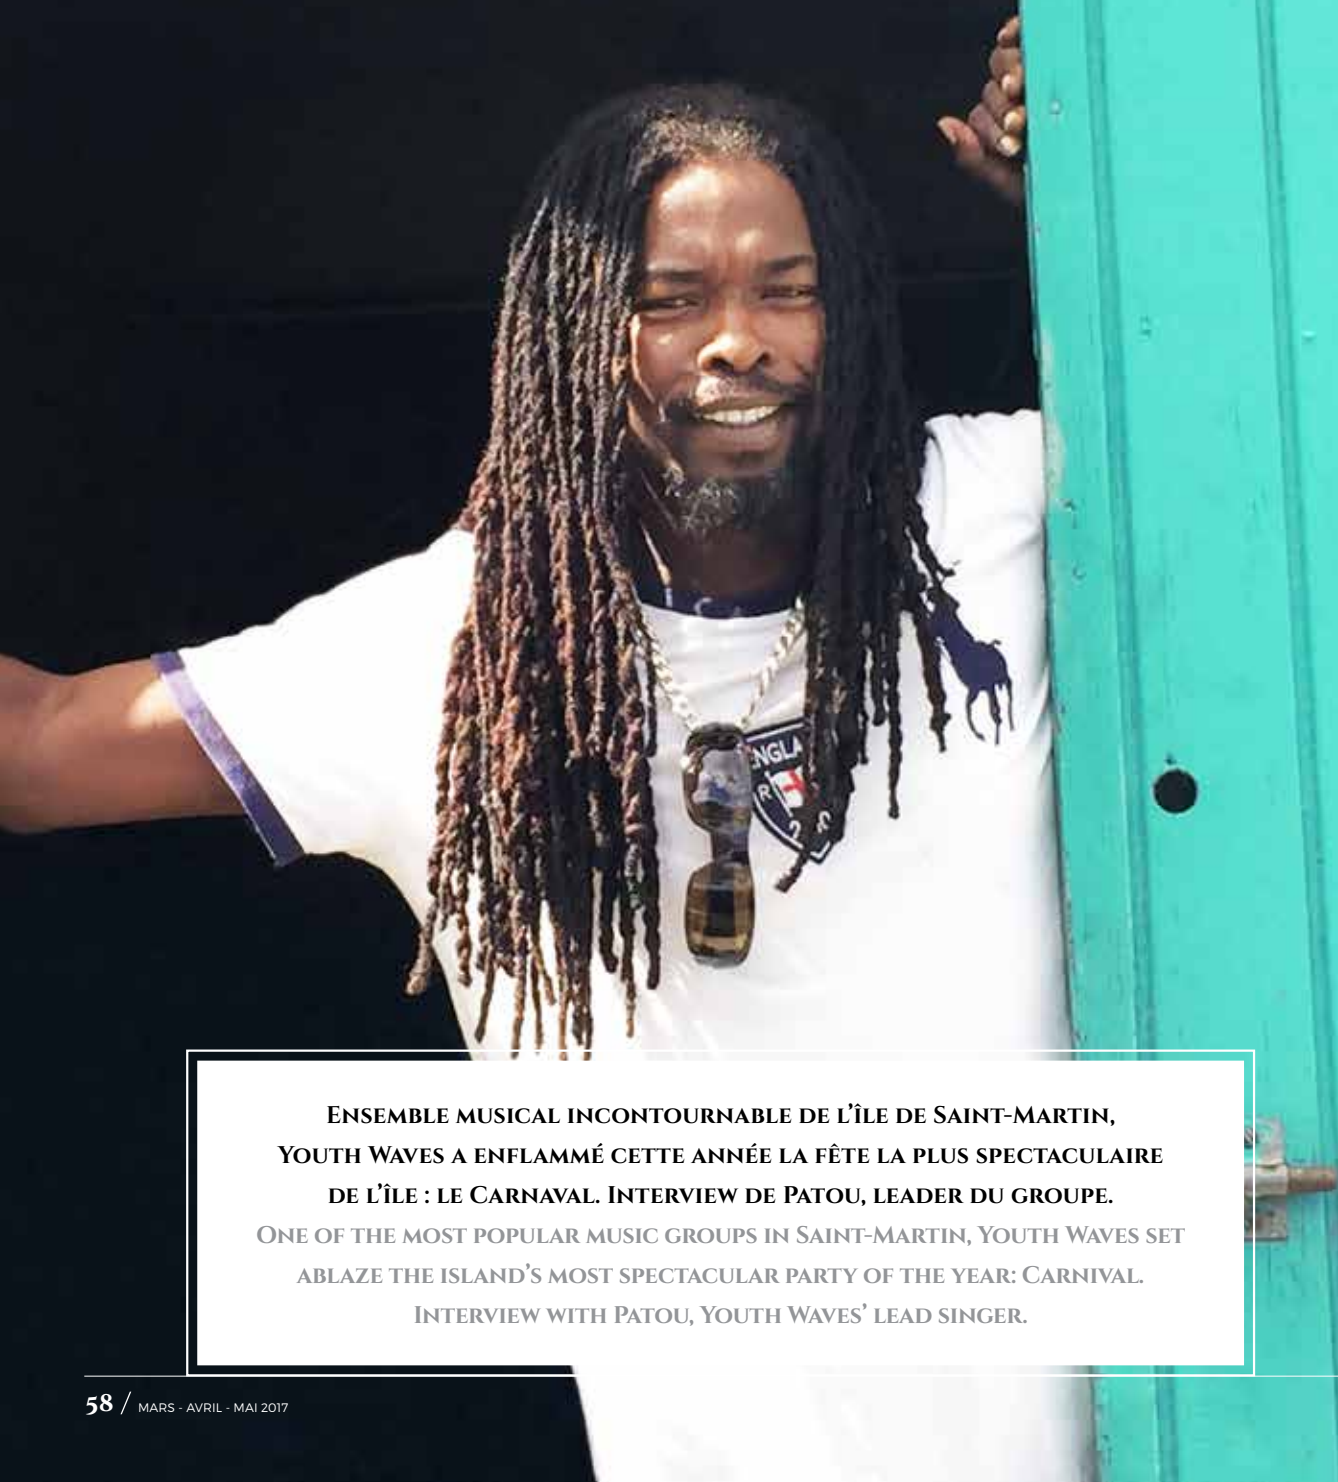 ENGLA
R
2
Ensemble musical incontournable de l’île de Saint-Martin,
Youth Waves a enflammé cette année la fête la plus spectaculaire
de l’île : le Carnaval. Interview de Patou, leader du groupe.
One of the most popular music groups in Saint-Martin, Youth Waves set
ablaze the island’s most spectacular party of the year: Carnival.
Interview with Patou, Youth Waves’ lead singer.
58 / MARS - AVRIL - MAI 2017